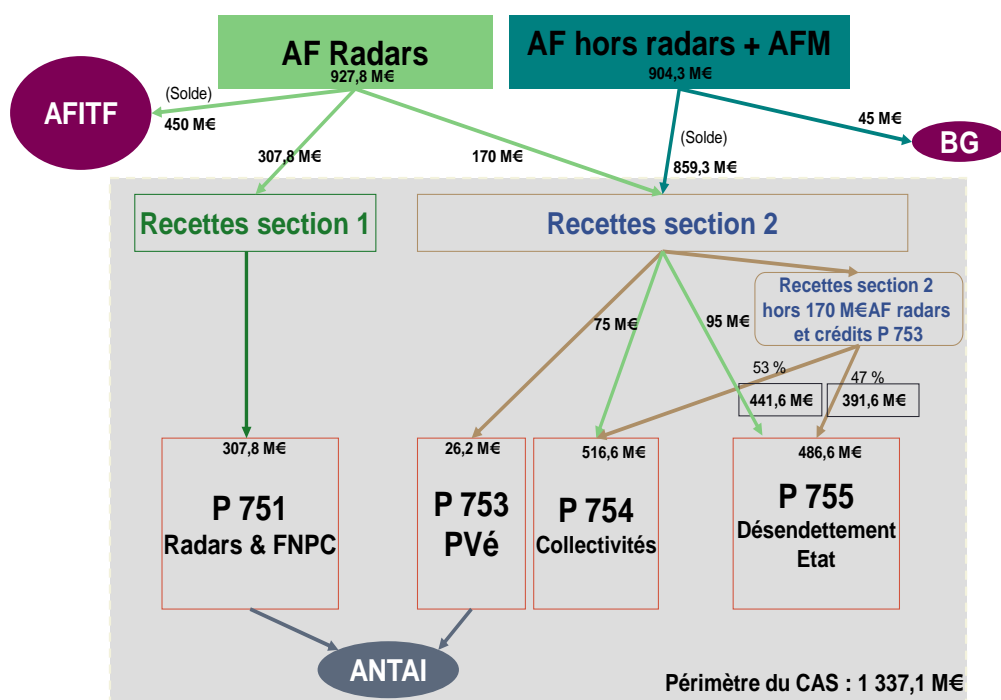 AF Radars
927,8 M€
AF hors radars + AFM
904,3 M€
AFITF
(Solde)
450 M€
45 M€
BG
307,8 M€
170 M€
(Solde)
859,3 M€
Recettes section 1
Recettes section 2
Recettes section 2
hors 170 M€AF radars
et crédits P 753
75 M€
95 M€
53 %
47 %
441,6 M€
391,6 M€
307,8 M€
P 751
Radars & FNPC
26,2 M€
P 753
PVé
516,6 M€
P 754
Collectivités
486,6 M€
P 755
Désendettement
Etat
ANTAI
Périmètre du CAS : 1 337,1 M€